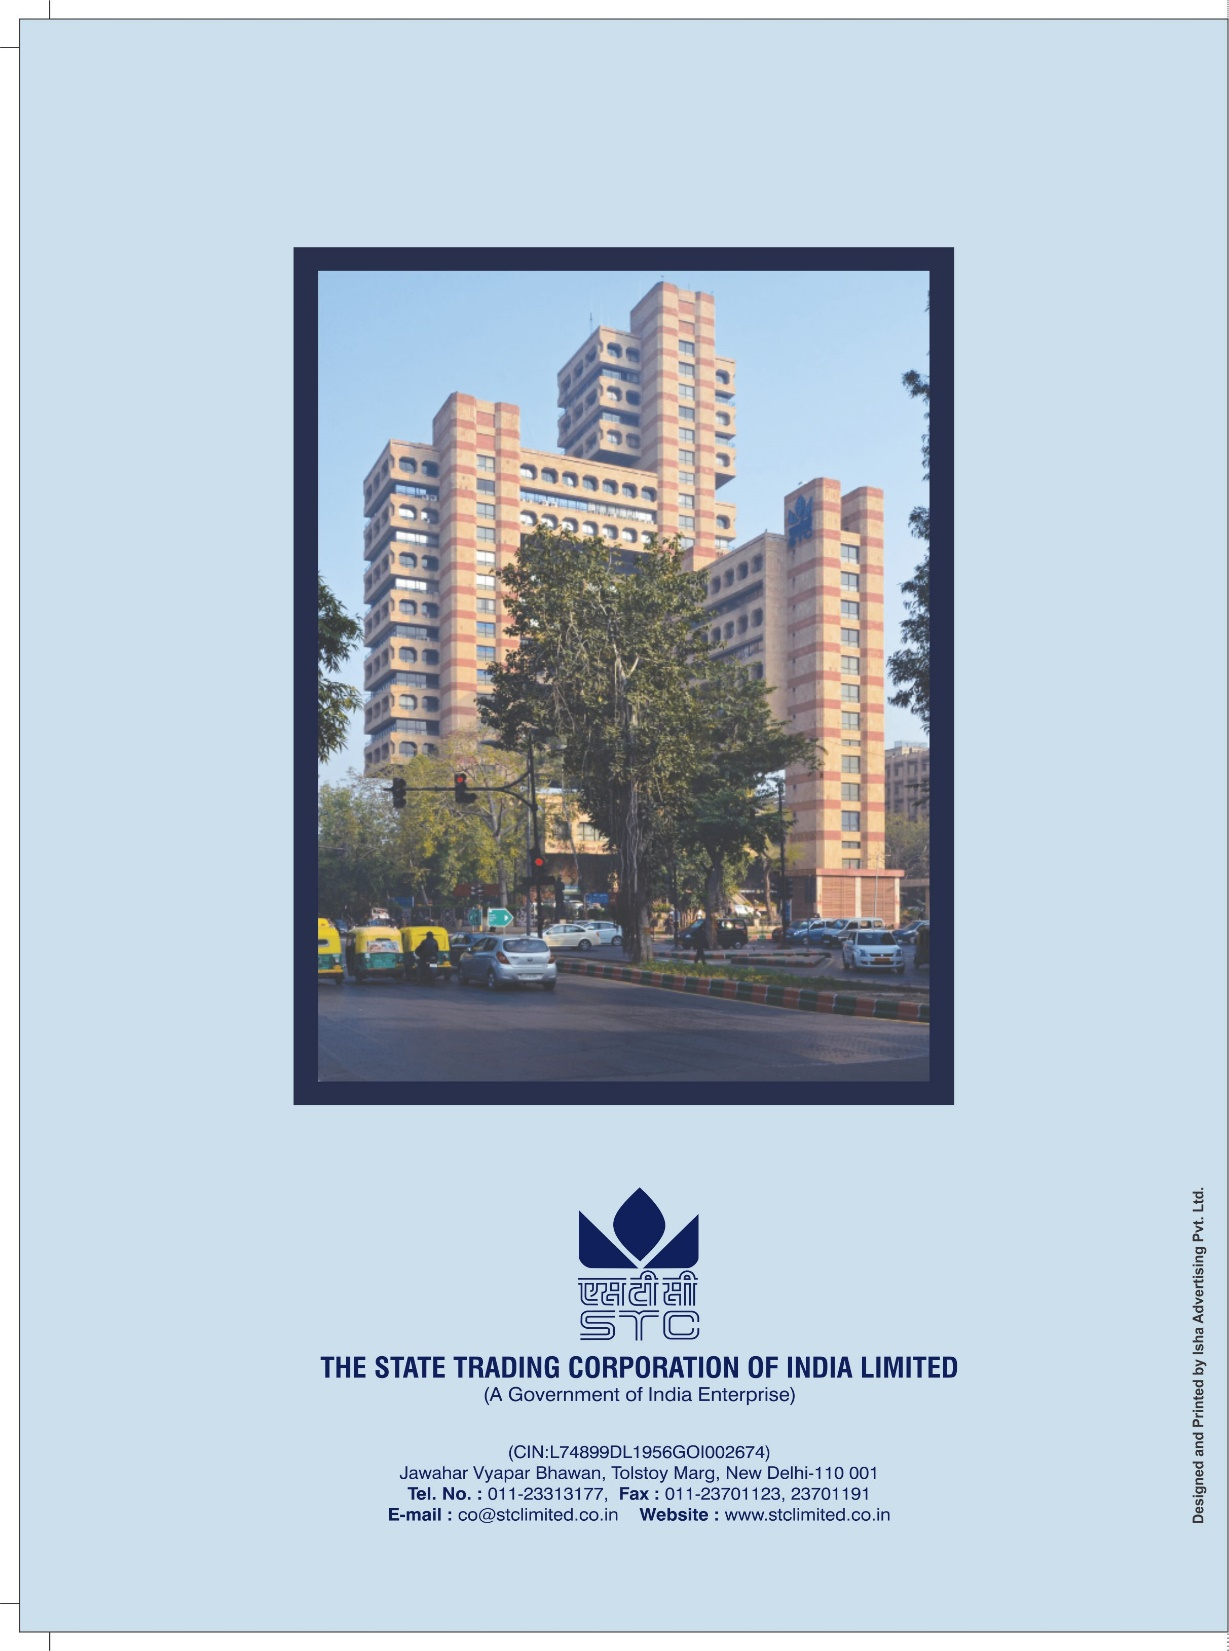 STC
एसटीसी
STC
THE STATE TRADING CORPORATION OF INDIA LIMITED
(A Government of India Enterprise)
(CIN:L74899DL1956GOI002674)
Jawahar Vyapar Bhawan, Tolstoy Marg, New Delhi-110 001
Tel. No. : 011-23313177, Fax : 011-23701123, 23701191
E-mail : co@stclimited.co.in Website : www.stclimited.co.in
Designed and Printed by Isha Advertising Pvt. Ltd.